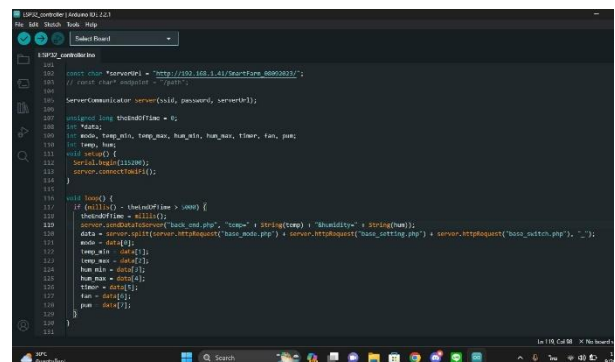 ESP32_controller | Arduino IDE 2.2.1
File Edit Sketch Tools Help
Select Board
ESP32_controller.ino
101
102 const char *serverUrl = "http://192.168.1.41/SmartFarm_00092023/";
103 // const char* endpoint = "/path";
104
105 ServerCommunicator server(ssid, password, serverUrl);
106
107 unsigned long theEndOfTime = 0;
108 int *data;
109 int mode, temp_min, temp_max, hum_min, hum_max, timer, fan, pum;
110 int temp, hum;
111 void setup() {
112 Serial.begin(115200);
113 server.connectToWiFi();
114 }
115
116 void loop() {
117 if (millis() - theEndOfTime > 5000) {
118 theEndOfTime = millis();
119 server.sendDataToServer("back_end.php", "temp=" + String(temp) + "&humidity=" + String(hum));
120 data = server.split(server.httpRequest("base_mode.php") + server.httpRequest("base_setting.php") + server.httpRequest("base_switch.php"), "_");
121 mode = data[0];
122 temp_min = data[1];
123 temp_max = data[2];
124 hum_min = data[3];
125 hum_max = data[4];
126 timer = data[5];
127 fan = data[6];
128 pum = data[7];
129 }
130 }
131
Ln 119, Col 98 × No board s
30°C
Search